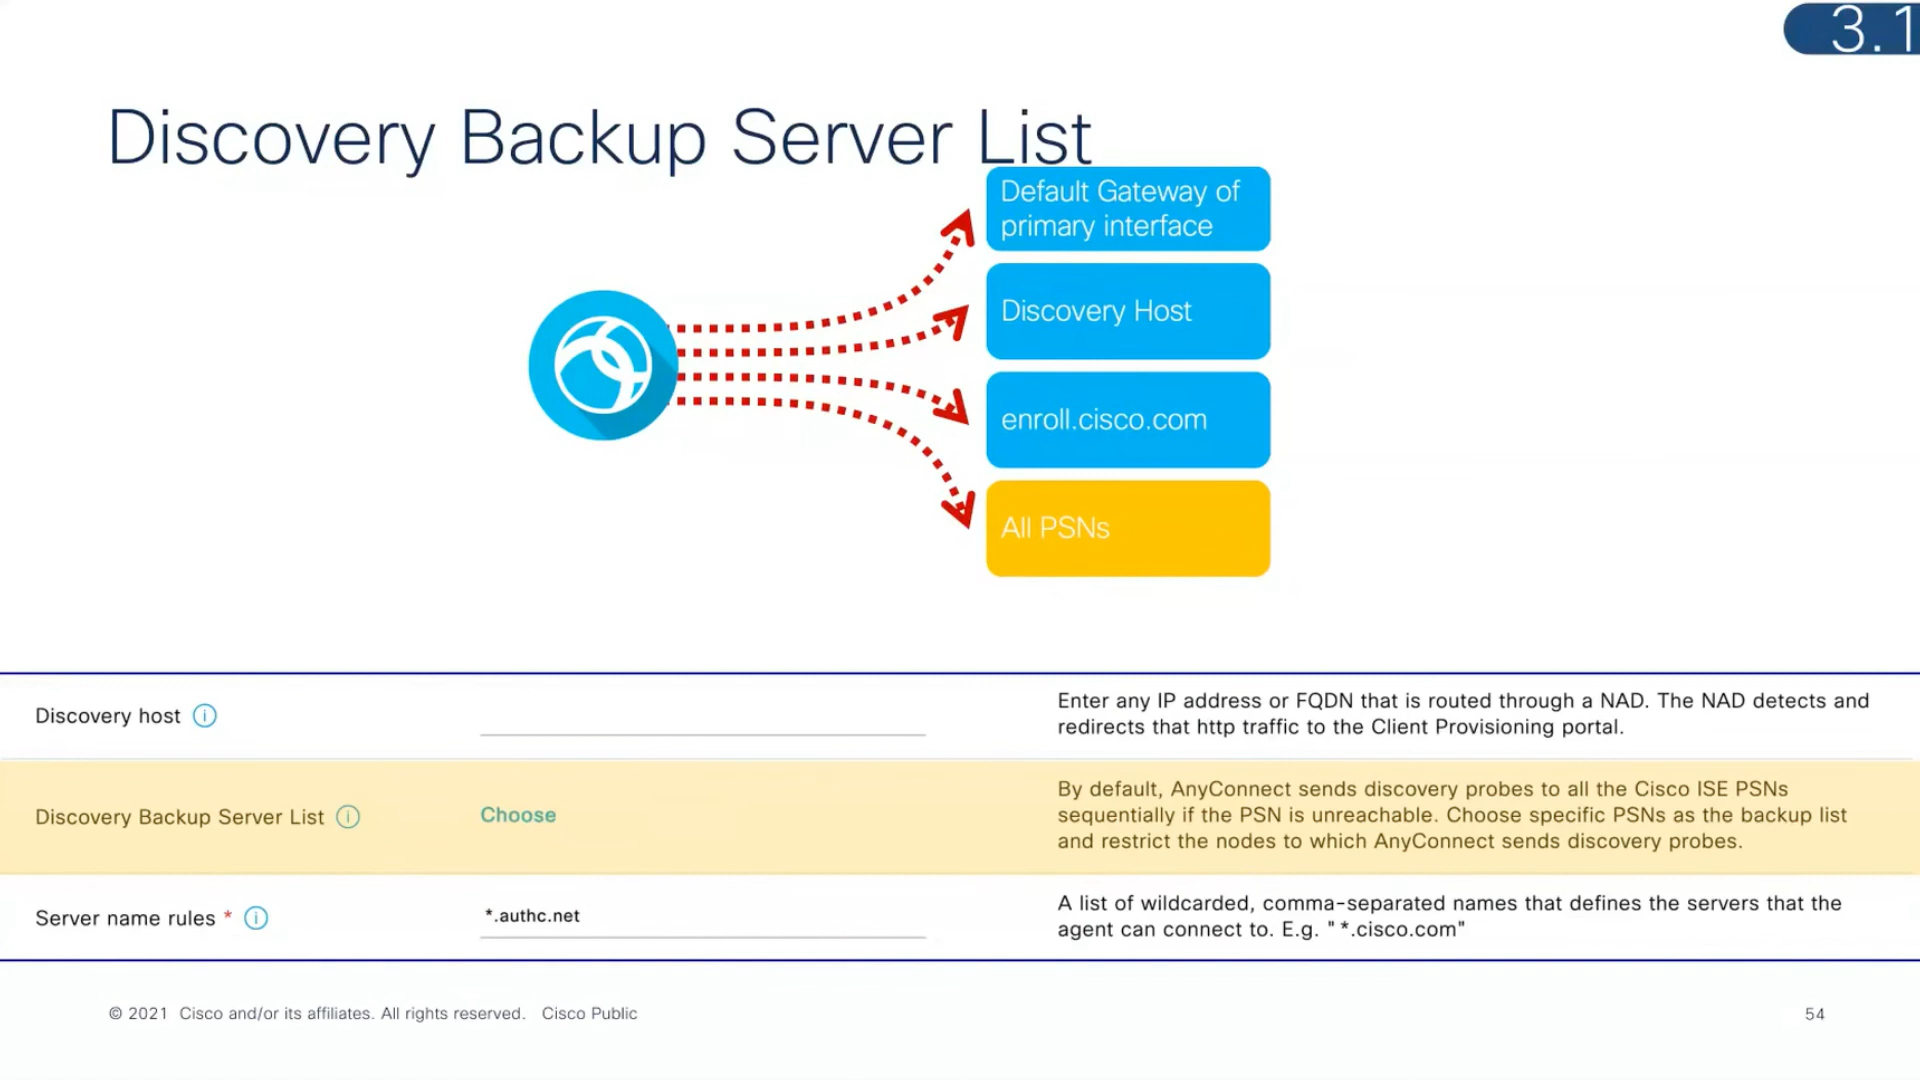 3.1
Discovery Backup Server List
Default Gateway of
primary interface
Discovery Host
enroll.cisco.com
All PSNs
Discovery host
Enter any IP address or FQDN that is routed through a NAD. The NAD detects and
redirects that http traffic to the Client Provisioning portal.
Discovery Backup Server List
Choose
By default, AnyConnect sends discovery probes to all the Cisco ISE PSNs
sequentially if the PSN is unreachable. Choose specific PSNs as the backup list
and restrict the nodes to which AnyConnect sends discovery probes.
Server name rules *
*.authc.net
A list of wildcarded, comma-separated names that defines the servers that the
agent can connect to. E.g. "*.cisco.com"
© 2021 Cisco and/or its affiliates. All rights reserved. Cisco Public
54